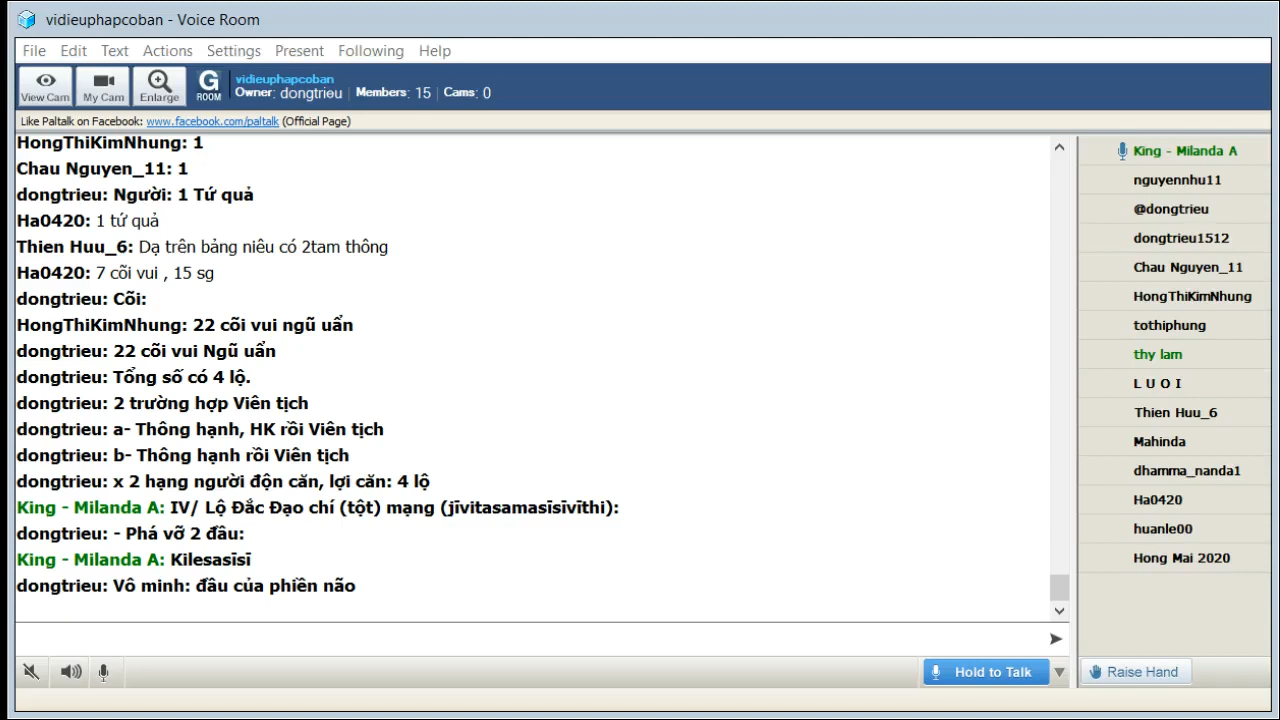 vidieuphapcoban - Voice Room
File Edit Text Actions Settings Present Following Help
View Cam My Cam Enlarge G ROOM
vidieuphapcoban
Owner: dongtrieu | Members: 15 | Cams: 0
Like Paltalk on Facebook: www.facebook.com/paltalk (Official Page)
HongThiKimNhung: 1
Chau Nguyen_11: 1
dongtrieu: Người: 1 Tứ quả
Ha0420: 1 tứ quả
Thien Huu_6: Dạ trên bảng niêu có 2tam thông
Ha0420: 7 cõi vui , 15 sg
dongtrieu: Cõi:
HongThiKimNhung: 22 cõi vui ngũ uẩn
dongtrieu: 22 cõi vui Ngũ uẩn
dongtrieu: Tổng số có 4 lộ.
dongtrieu: 2 trường hợp Viên tịch
dongtrieu: a- Thông hạnh, HK rồi Viên tịch
dongtrieu: b- Thông hạnh rồi Viên tịch
dongtrieu: x 2 hạng người độn căn, lợi căn: 4 lộ
King - Milanda A: IV/ Lộ Đắc Đạo chí (tột) mạng (jīvitasamasīsīvīthi):
dongtrieu: - Phá vỡ 2 đầu:
King - Milanda A: Kilesasīsī
dongtrieu: Vô minh: đầu của phiền não
King - Milanda A
nguyennhu11
@dongtrieu
dongtrieu1512
Chau Nguyen_11
HongThiKimNhung
tothiphung
thy lam
L U O I
Thien Huu_6
Mahinda
dhamma_nanda1
Ha0420
huanle00
Hong Mai 2020
Hold to Talk
Raise Hand